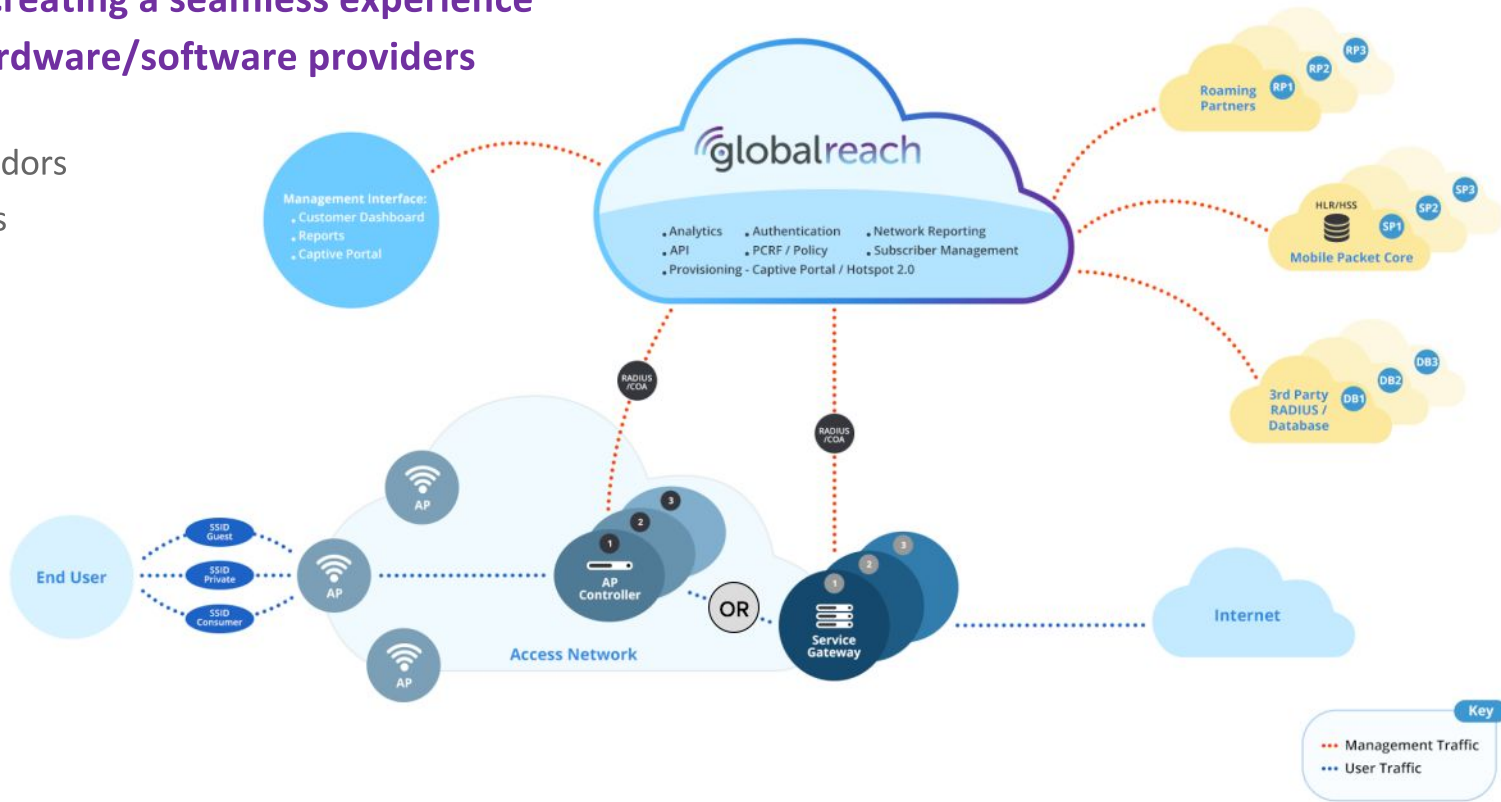 creating a seamless experience
rdware/software providers
dors
s
globalreach
Analytics
Authentication
Network Reporting
API
PCRF / Policy
Subscriber Management
Provisioning - Captive Portal / Hotspot 2.0
Management Interface:
Customer Dashboard
Reports
Captive Portal
Roaming
Partners
RP1
RP2
RP3
HLR/HSS
SP1
SP2
SP3
Mobile Packet Core
3rd Party
RADIUS /
Database
DB1
DB2
DB3
RADIUS
/COA
RADIUS
/COA
End User
SSID
Guest
SSID
Private
SSID
Consumer
AP
AP
AP
1
2
3
AP
Controller
OR
1
2
3
Service
Gateway
Access Network
Internet
Key
Management Traffic
User Traffic